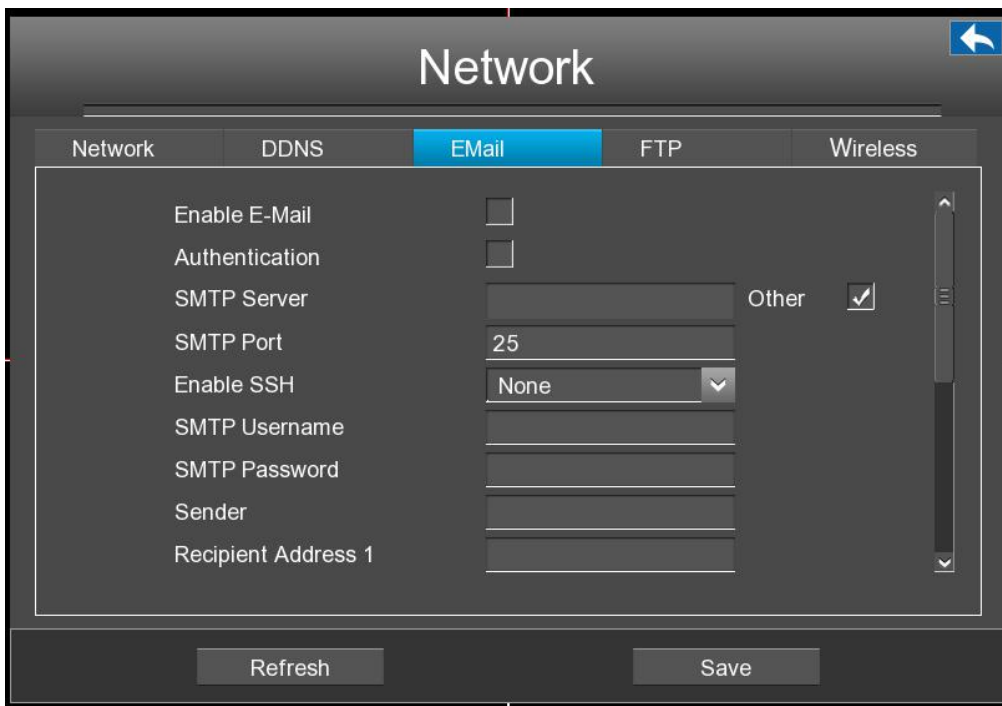 Network
Network DDNS EMail FTP Wireless
Enable E-Mail
Authentication
SMTP Server Other
SMTP Port 25
Enable SSH None
SMTP Username
SMTP Password
Sender
Recipient Address 1
Refresh Save